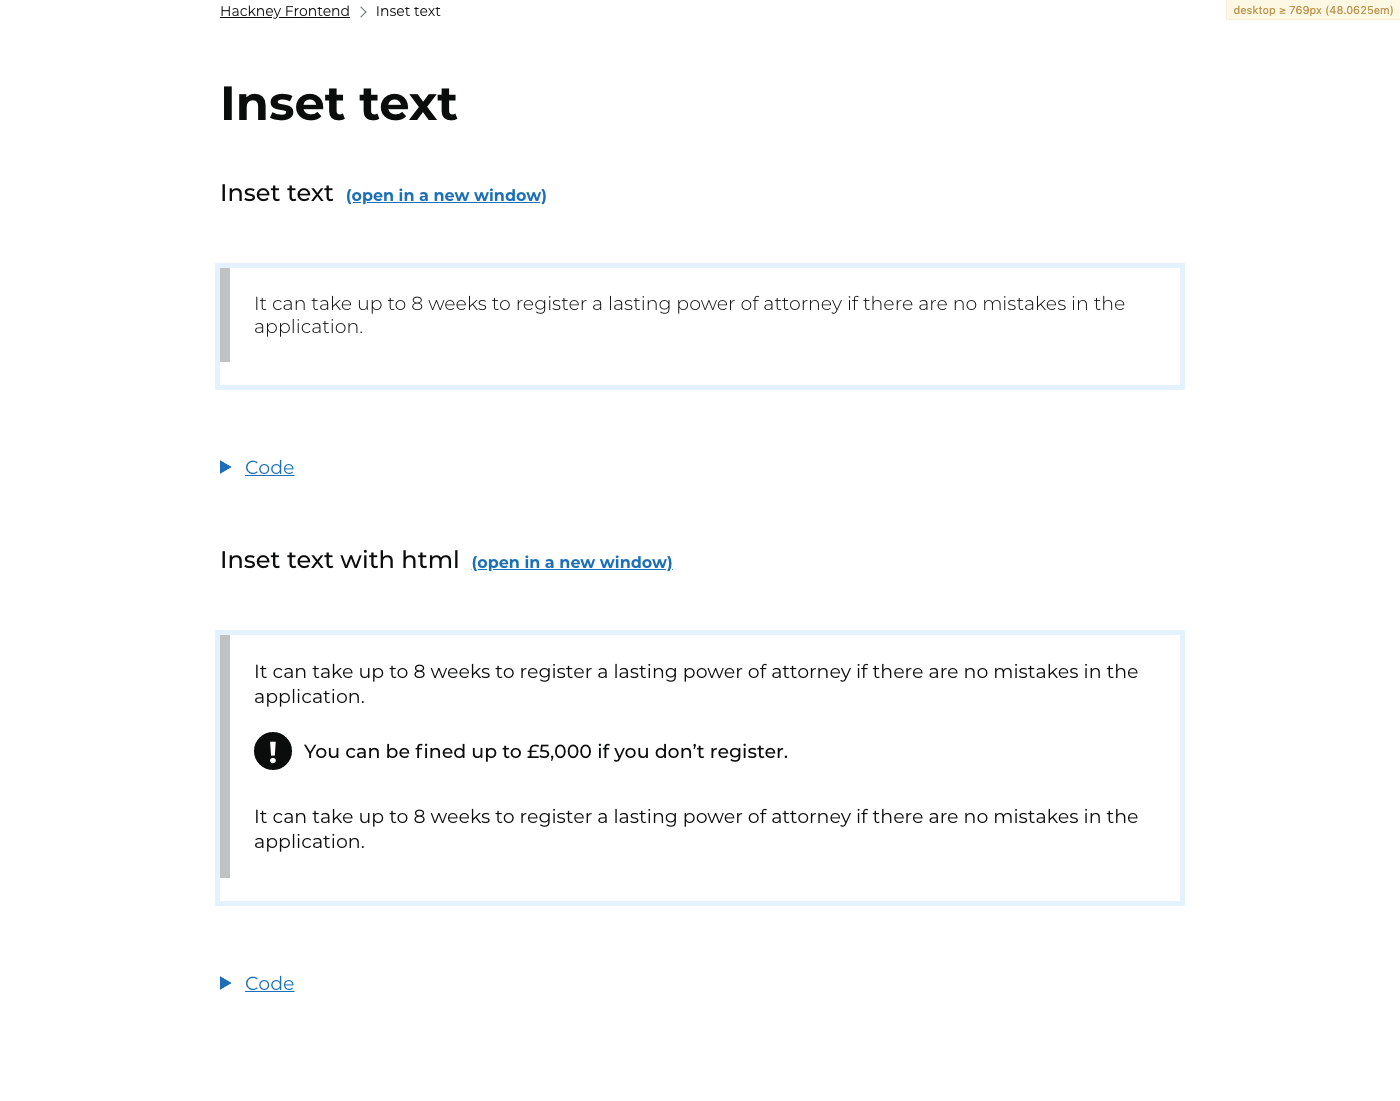 Hackney Frontend > Inset text
desktop ≥ 769px (48.0625em)
Inset text
Inset text (open in a new window)
It can take up to 8 weeks to register a lasting power of attorney if there are no mistakes in the
application.
Code
Inset text with html (open in a new window)
It can take up to 8 weeks to register a lasting power of attorney if there are no mistakes in the
application.
! You can be fined up to £5,000 if you don’t register.
It can take up to 8 weeks to register a lasting power of attorney if there are no mistakes in the
application.
Code